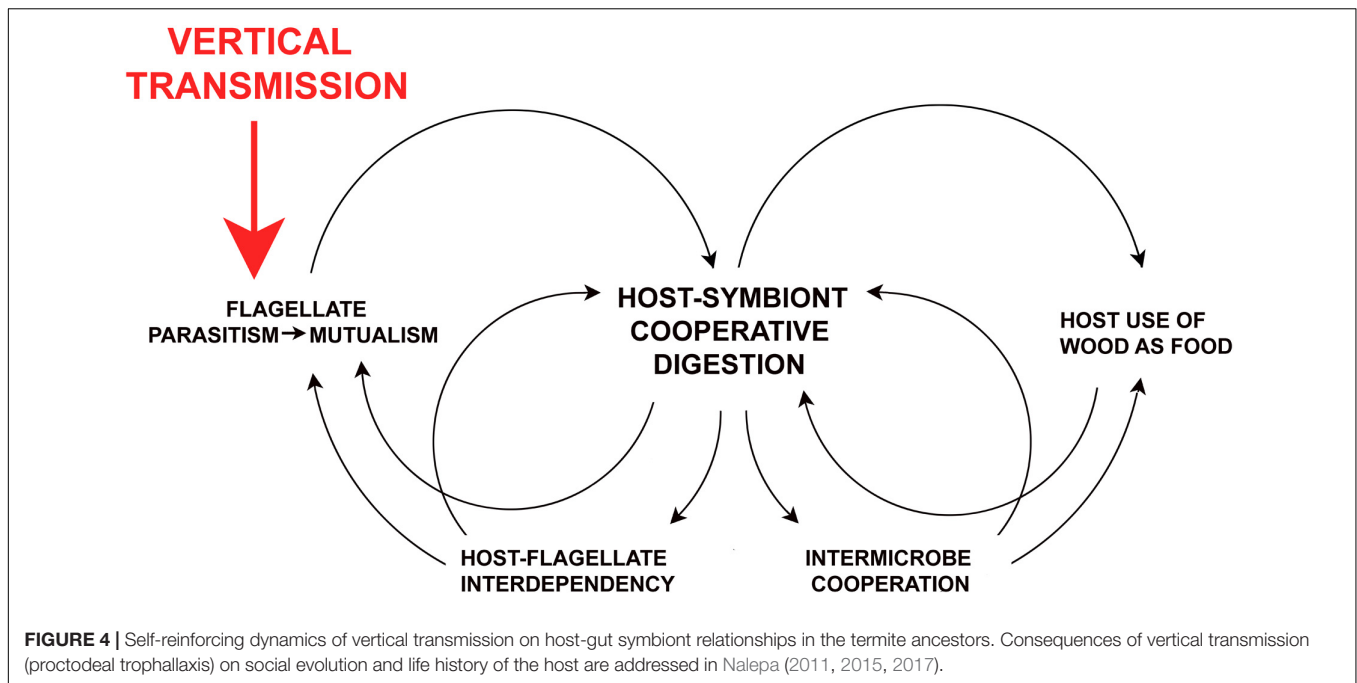 VERTICAL
TRANSMISSION
FLAGELLATE
PARASITISM→MUTUALISM
HOST-SYMBIONT
COOPERATIVE
DIGESTION
HOST USE OF
WOOD AS FOOD
HOST-FLAGELLATE
INTERDEPENDENCY
INTERMICROBE
COOPERATION
FIGURE 4 | Self-reinforcing dynamics of vertical transmission on host-gut symbiont relationships in the termite ancestors. Consequences of vertical transmission
(proctodeal trophallaxis) on social evolution and life history of the host are addressed in Nalepa (2011, 2015, 2017).